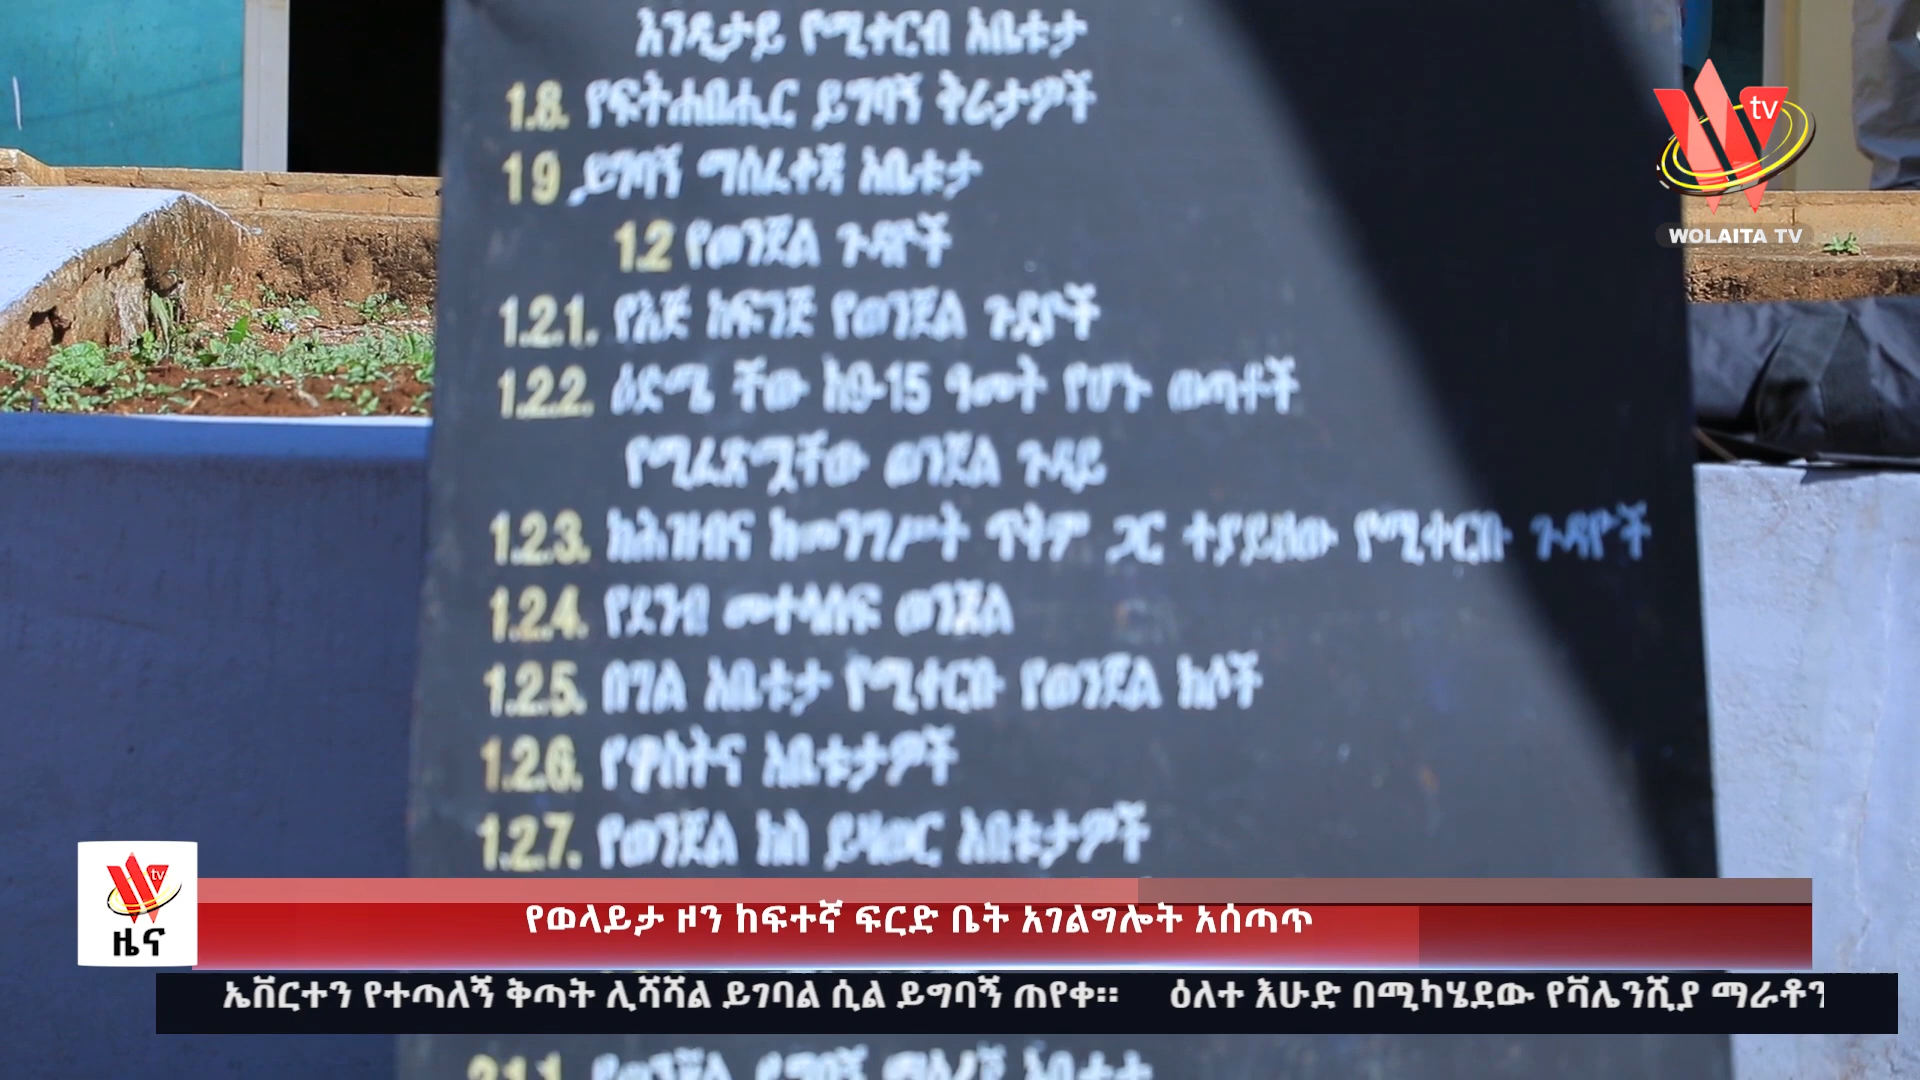 እንዲታይ የሚቀርብ አቤቱታ
1.8. የፍትሐብሒር ይግባኝ ቅሬታዎች
19 ይግባኝ ማስፈቀጃ አቤቱታ
1.2 የወንጀል ጉዳዮች
1.2.1. የእጅ ከፍንጅ የወንጀል ጉዳዮች
1.2.2. ዕድሜ ቸው ከ9-15 ዓመት የሆኑ ወጣቶች
የሚፈጽሟቸው ወንጀል ጉዳይ
1.2.3. ከሕዝብና ከመንግሥት ጥቅም ጋር ተያያይዘው የሚቀርቡ ጉዳዮች
1.2.4. የደንብ መተላለፍ ወንጀል
1.2.5. በግል አቤቱታ የሚቀርቡ የወንጀል ክሶች
1.2.6. የዋስትና አቤቱታዎች
1.2.7. የወንጀል ክስ ይዛወር አቤቱታዎች
tv
WOLAITA TV
tv
ዜና
የወላይታ ዞን ከፍተኛ ፍርድ ቤት አገልግሎት አሰጣጥ
ኤቨርተን የተጣለኝ ቅጣት ሊሻሻል ይገባል ሲል ይግባኝ ጠየቀ። ዕለተ እሁድ በሚካሄደው የቫሌንሺያ ማራቶን